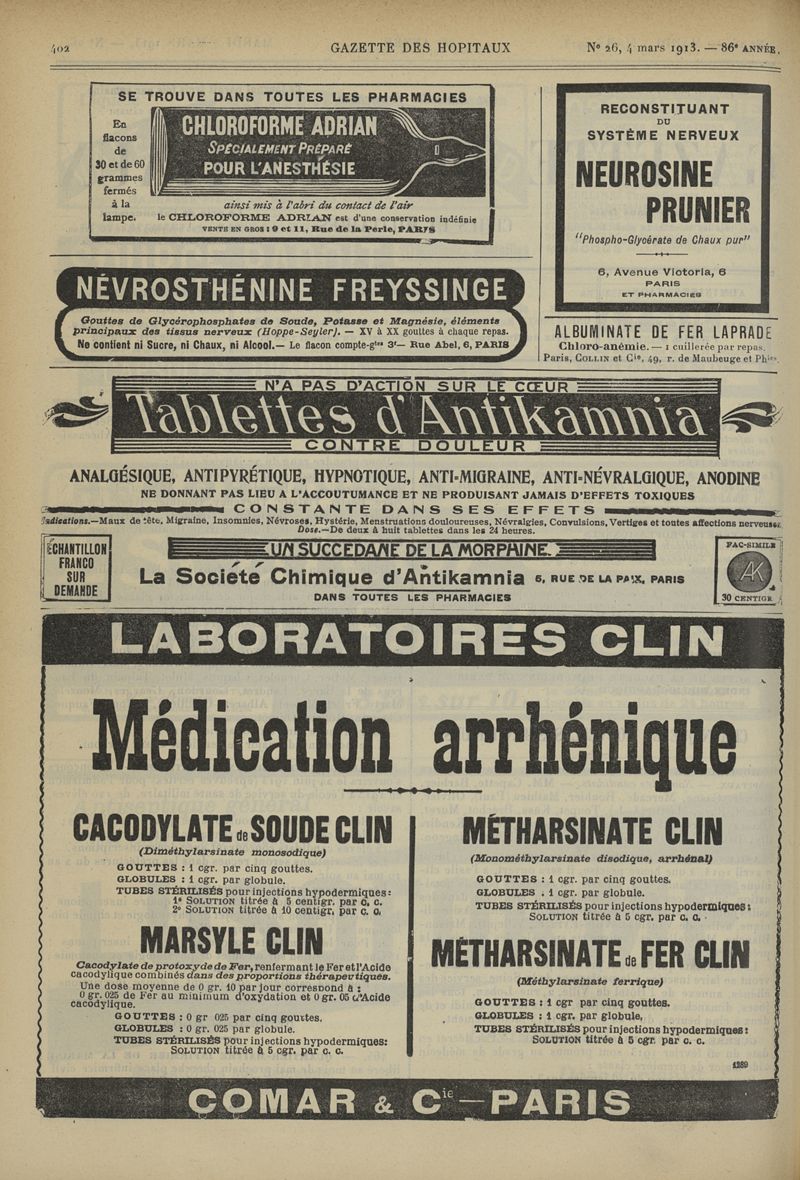 402
GAZETTE DES HOPITAUX
Nº 26, 4 mars 1913. — 86e ANNÉE.
SE TROUVE DANS TOUTES LES PHARMACIES
En
flacons
de
30 et de 60
grammes
fermés
à la
lampe.
CHLOROFORME ADRIAN
SPÉCIALEMENT PRÉPARÉ
POUR L'ANESTHÉSIE
ainsi mis à l'abri du contact de l'air
le CHLOROFORME ADRIAN est d'une conservation indéfinie
VENTE EN GROS : 9 et 11, Rue de la Perle, PARIS
RECONSTITUANT
DU
SYSTÈME NERVEUX
NEUROSINE
PRUNIER
"Phospho-Glycérate de Chaux pur"
6, Avenue Victoria, 6
PARIS
ET PHARMACIES
NÉVROSTHÉNINE FREYSSINGE
Gouttes de Glycérophosphates de Soude, Potasse et Magnésie, éléments
principaux des tissus nerveux (Hoppe-Seyler). — XV à XX gouttes à chaque repas.
Ne contient ni Sucre, ni Chaux, ni Alcool.— Le flacon compte-gtes 3f— Rue Abel, 6, PARIS
ALBUMINATE DE FER LAPRADE
Chloro-anémie. — 1 cuillerée par repas.
Paris, COLLIN et Cie, 49, r. de Maubeuge et Phies.
N'A PAS D'ACTION SUR LE CŒUR
Tablettes d'Antikamnia
CONTRE DOULEUR
ANALGÉSIQUE, ANTIPYRÉTIQUE, HYPNOTIQUE, ANTI-MIGRAINE, ANTI-NÉVRALGIQUE, ANODINE
NE DONNANT PAS LIEU A L'ACCOUTUMANCE ET NE PRODUISANT JAMAIS D'EFFETS TOXIQUES
CONSTANTE DANS SES EFFETS
Indications.—Maux de tête, Migraine, Insomnies, Névroses, Hystérie, Menstruations douloureuses, Névralgies, Convulsions, Vertiges et toutes affections nerveuses.
Dose.—De deux à huit tablettes dans les 24 heures.
ÉCHANTILLON
FRANCO
SUR
DEMANDE
UN SUCCEDANE DE LA MORPHINE.
La Société Chimique d'Antikamnia 5, RUE DE LA PAIX, PARIS
DANS TOUTES LES PHARMACIES
FAC-SIMILE
AK
30 CENTIGR
LABORATOIRES CLIN
Médication arrhénique
CACODYLATE de SOUDE CLIN
(Diméthylarsinate monosodique)
GOUTTES : 1 cgr. par cinq gouttes.
GLOBULES : 1 cgr. par globule.
TUBES STÉRILISÉS pour injections hypodermiques:
1e SOLUTION titrée à 5 centigr. par c. c.
2e SOLUTION titrée à 10 centigr. par c. c.
MARSYLE CLIN
Cacodylate de protoxyde de Fer, renfermant le Fer et l'Acide
cacodylique combinés dans des proportions thérapeutiques.
Une dose moyenne de 0 gr. 10 par jour correspond à :
0 gr. 025 de Fer au minimum d'oxydation et 0 gr. 05 d'Acide
cacodylique.
GOUTTES : 0 gr 025 par cinq gouttes.
GLOBULES : 0 gr. 025 par globule.
TUBES STÉRILISÉS pour injections hypodermiques:
SOLUTION titrée à 5 cgr. par c. c.
MÉTHARSINATE CLIN
(Monométhylarsinate disodique, arrhénal)
GOUTTES : 1 cgr. par cinq gouttes.
GLOBULES . 1 cgr. par globule.
TUBES STÉRILISÉS pour injections hypodermiques :
SOLUTION titrée à 5 cgr. par c. c.
MÉTHARSINATE de FER CLIN
(Méthylarsinate ferrique)
GOUTTES : 1 cgr par cinq gouttes.
GLOBULES : 1 cgr. par globule,
TUBES STÉRILISÉS pour injections hypodermiques :
SOLUTION titrée à 5 cgr. par c. c.
1289
COMAR & Cie — PARIS